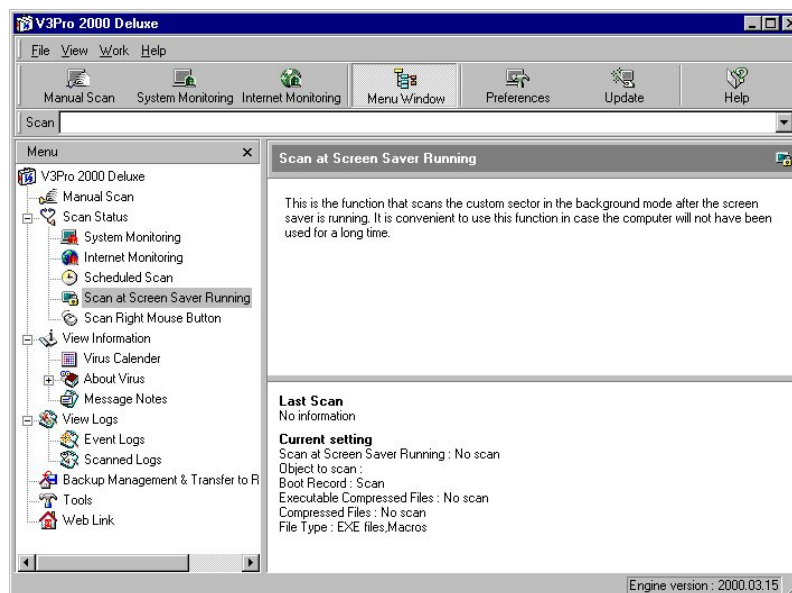 V3Pro 2000 Deluxe
File View Work Help
Manual Scan System Monitoring Internet Monitoring Menu Window Preferences Update Help
Scan
Menu
V3Pro 2000 Deluxe
Manual Scan
Scan Status
System Monitoring
Internet Monitoring
Scheduled Scan
Scan at Screen Saver Running
Scan Right Mouse Button
View Information
Virus Calender
About Virus
Message Notes
View Logs
Event Logs
Scanned Logs
Backup Management & Transfer to R
Tools
Web Link
Scan at Screen Saver Running
This is the function that scans the custom sector in the background mode after the screen
saver is running. It is convenient to use this function in case the computer will not have been
used for a long time.
Last Scan
No information
Current setting
Scan at Screen Saver Running : No scan
Object to scan :
Boot Record : Scan
Executable Compressed Files : No scan
Compressed Files : No scan
File Type : EXE files,Macros
Engine version : 2000.03.15